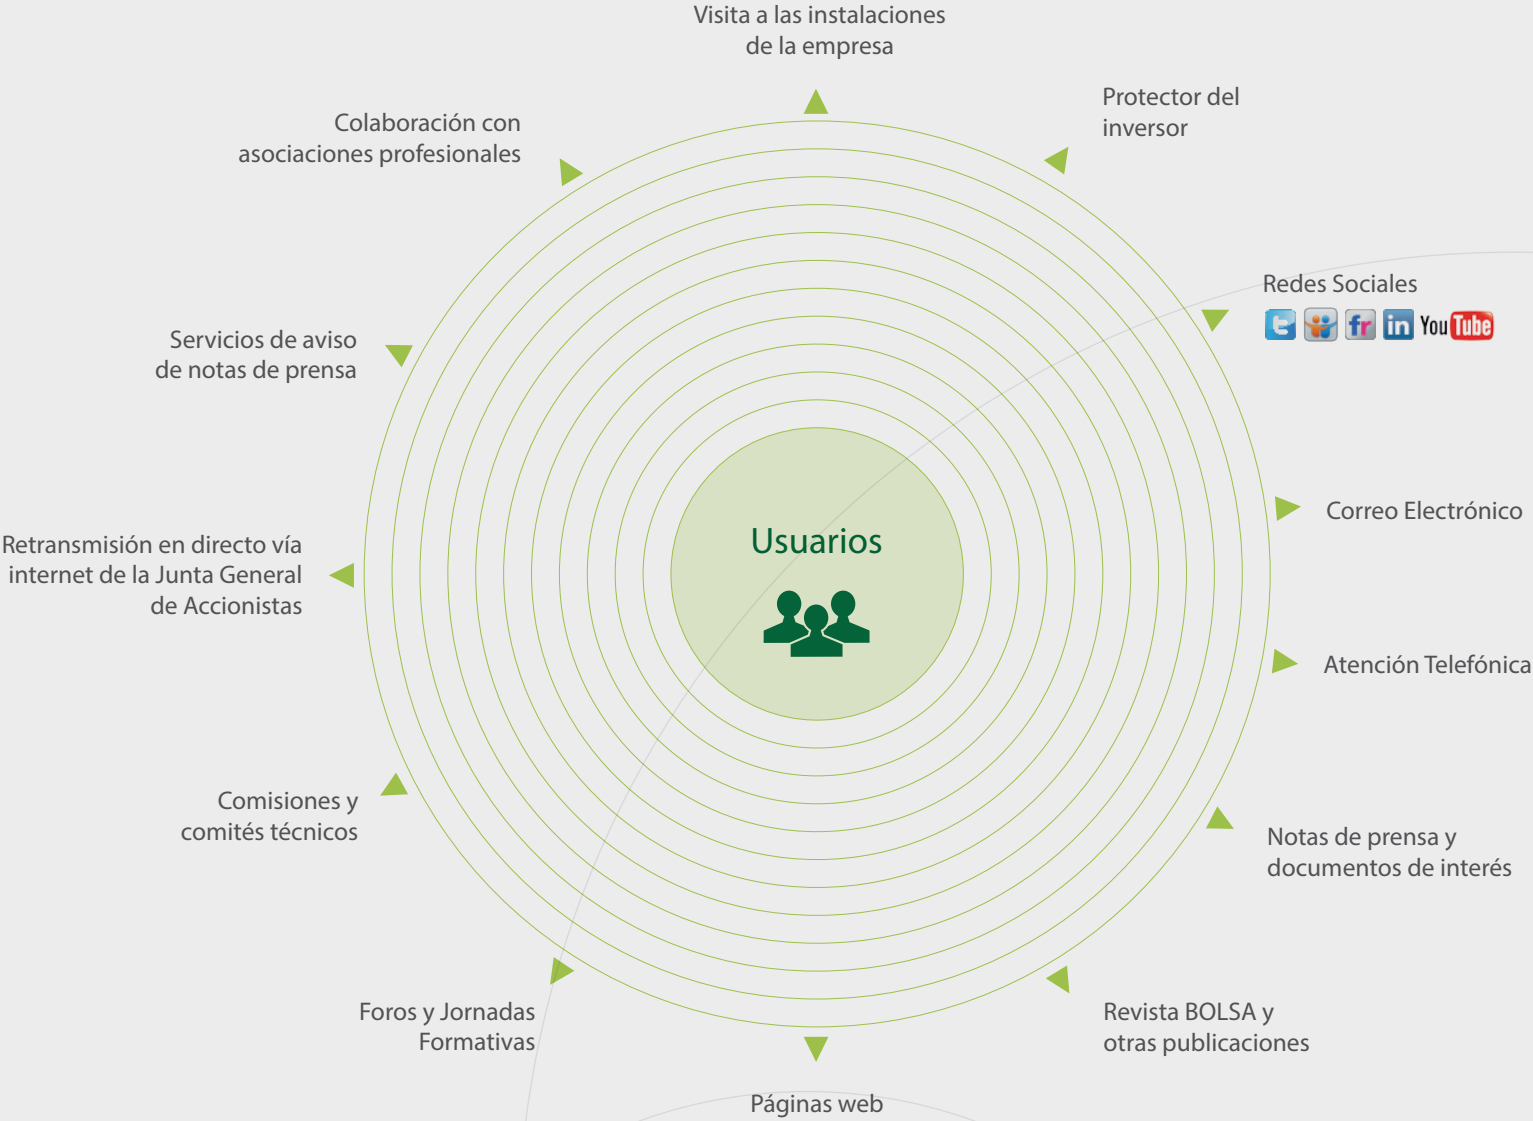 Visita a las instalaciones
de la empresa
Protector del
inversor
Colaboración con
asociaciones profesionales
Redes Sociales
t
fr
in
You Tube
Servicios de aviso
de notas de prensa
Correo Electrónico
Usuarios
Retransmisión en directo vía
internet de la Junta General
de Accionistas
Atención Telefónica
Comisiones y
comités técnicos
Notas de prensa y
documentos de interés
Foros y Jornadas
Formativas
Revista BOLSA y
otras publicaciones
Páginas web